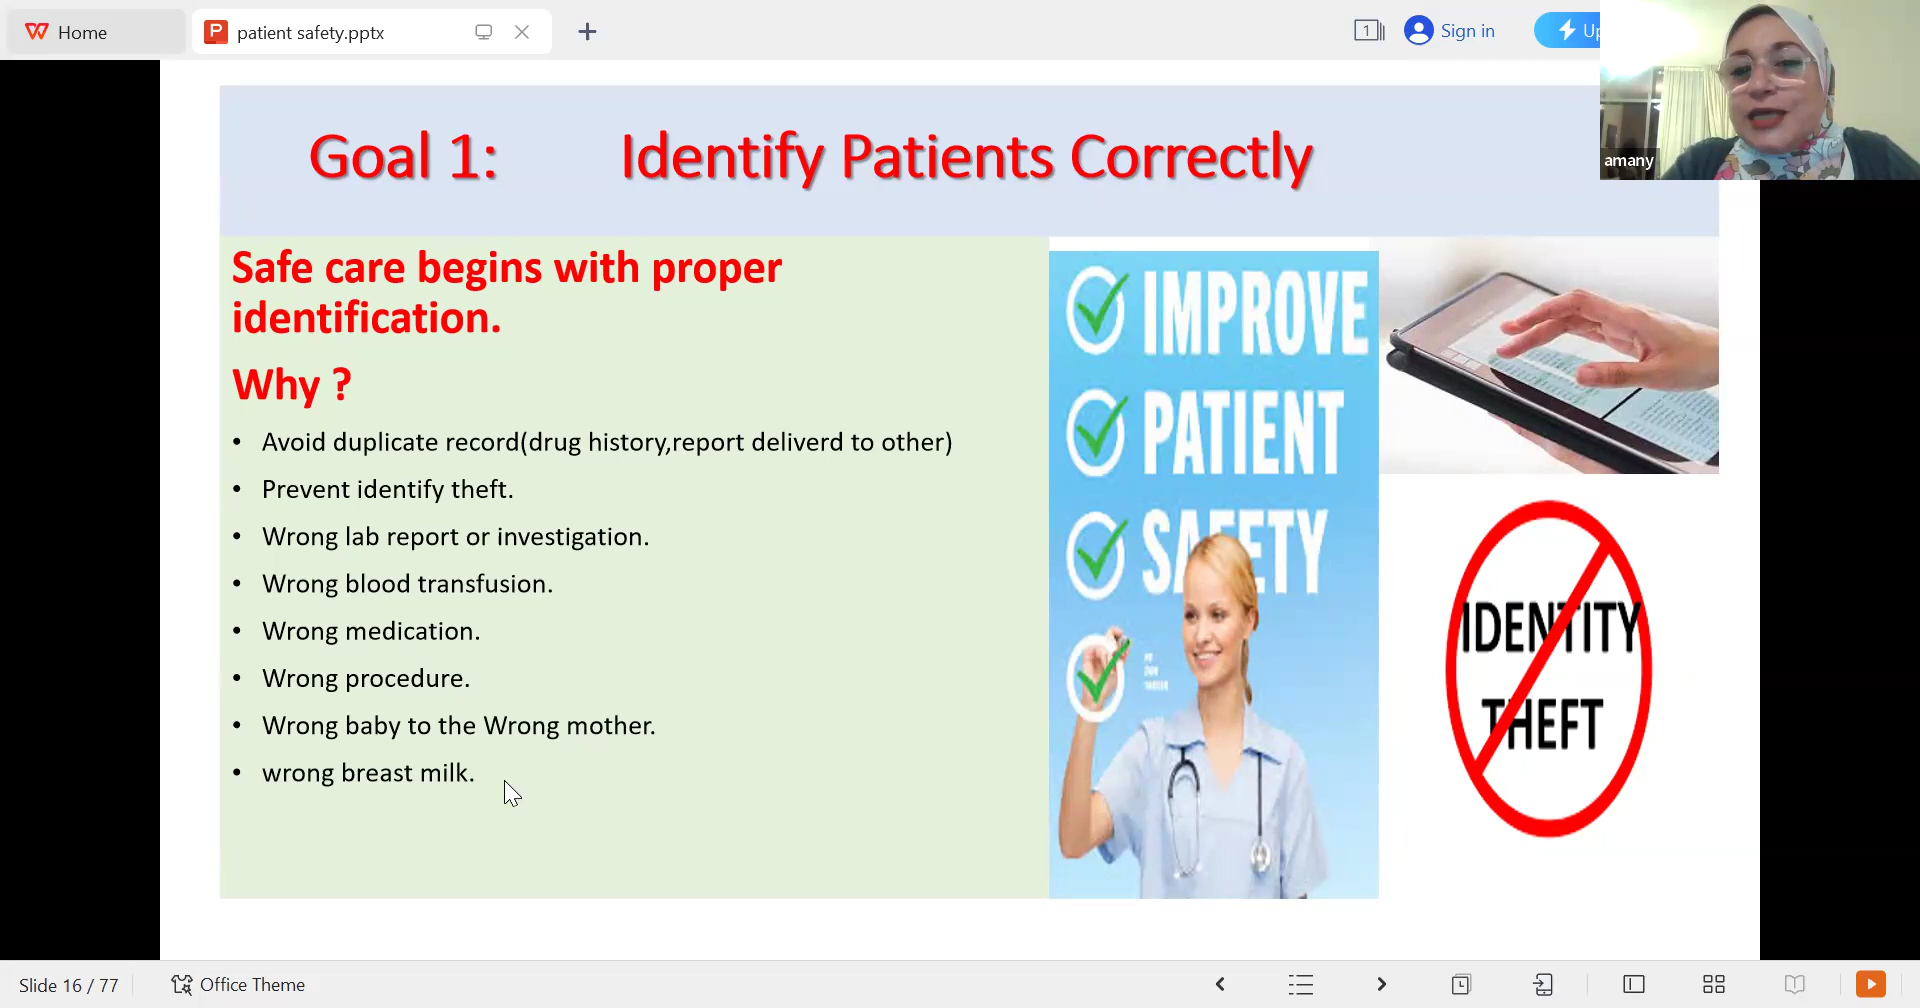 Home
patient safety.pptx
1
Sign in
Up
amany
Goal 1: Identify Patients Correctly
Safe care begins with proper
identification.
Why ?
• Avoid duplicate record(drug history,report deliverd to other)
• Prevent identify theft.
• Wrong lab report or investigation.
• Wrong blood transfusion.
• Wrong medication.
• Wrong procedure.
• Wrong baby to the Wrong mother.
• wrong breast milk.
IMPROVE
PATIENT
SAFETY
IDENTITY
THEFT
Slide 16 / 77
Office Theme